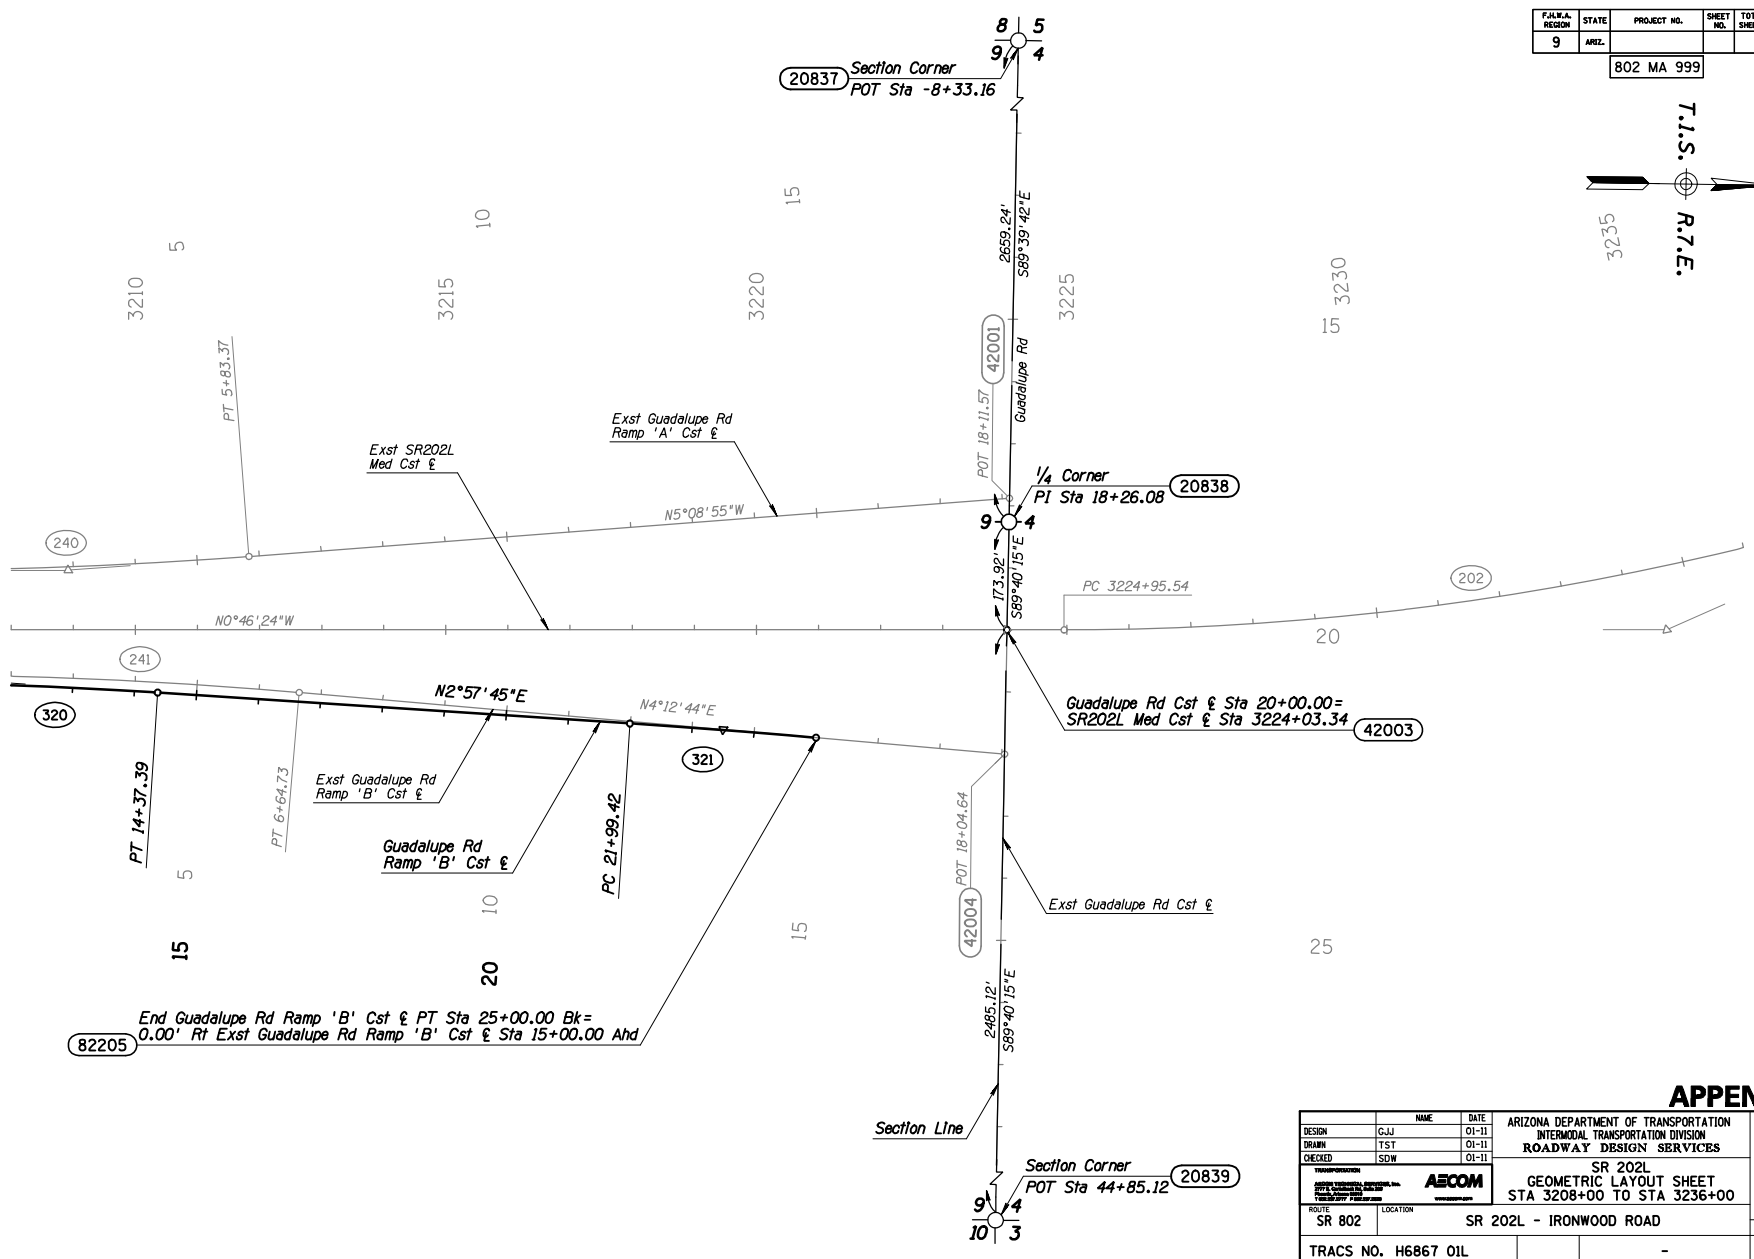 8 5
9 4
20837
Section Corner
POT Sta -8+33.16
F.H.W.A. REGION STATE PROJECT NO. SHEET NO.
9 ARIZ.
802 MA 999
T.1.S.
R.7.E.
5
10
15
3210
3215
3220
3225
3230
15
3235
2659.24'
S89°39'42"E
Guadalupe Rd
42001
POT 18+11.57
PT 5+83.37
Exst Guadalupe Rd
Ramp 'A' Cst ℄
Exst SR202L
Med Cst ℄
1/4 Corner
PI Sta 18+26.08
20838
N5°08'55"W
9 4
240
173.92'
S89°40'15"E
PC 3224+95.54
202
N0°46'24"W
20
241
N2°57'45"E
N4°12'44"E
320
321
Guadalupe Rd Cst ℄ Sta 20+00.00=
SR202L Med Cst ℄ Sta 3224+03.34
42003
PT 14+37.39
PT 6+64.73
Exst Guadalupe Rd
Ramp 'B' Cst ℄
Guadalupe Rd
Ramp 'B' Cst ℄
PC 21+99.42
POT 18+04.64
42004
Exst Guadalupe Rd Cst ℄
5
10
15
25
15
20
2485.12'
S89°40'15"E
End Guadalupe Rd Ramp 'B' Cst ℄ PT Sta 25+00.00 Bk=
0.00' Rt Exst Guadalupe Rd Ramp 'B' Cst ℄ Sta 15+00.00 Ahd
82205
Section Line
Section Corner
POT Sta 44+85.12
20839
9 4
10 3
APPEN
NAME DATE
DESIGN GJJ 01-11
DRAWN TST 01-11
CHECKED SDW 01-11
ARIZONA DEPARTMENT OF TRANSPORTATION
INTERMODAL TRANSPORTATION DIVISION
ROADWAY DESIGN SERVICES
TRANSPORTATION
AECOM
SR 202L
GEOMETRIC LAYOUT SHEET
STA 3208+00 TO STA 3236+00
ROUTE
SR 802
LOCATION
SR 202L - IRONWOOD ROAD
TRACS NO. H6867 01L -